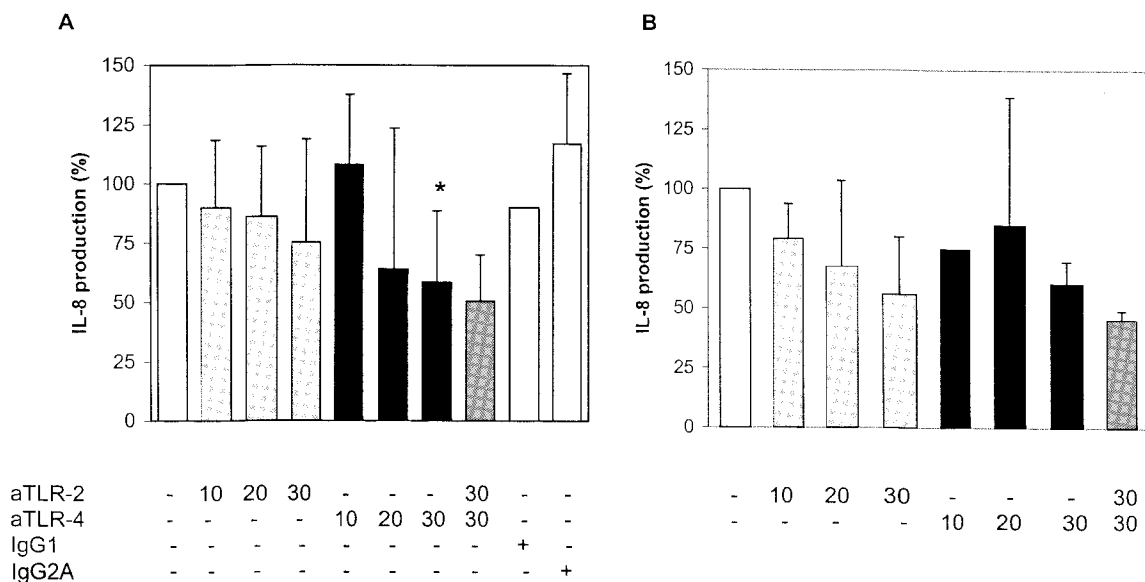 A
B
IL-8 production (%)
150
125
100
75
50
25
0
*
IL-8 production (%)
150
125
100
75
50
25
0
aTLR-2 - 10 20 30 - - - 30 - -
aTLR-4 - - - - 10 20 30 30 - -
IgG1 - - - - - - - - + -
IgG2A - - - - - - - - - +
- 10 20 30 - - - 30
- - - - 10 20 30 30